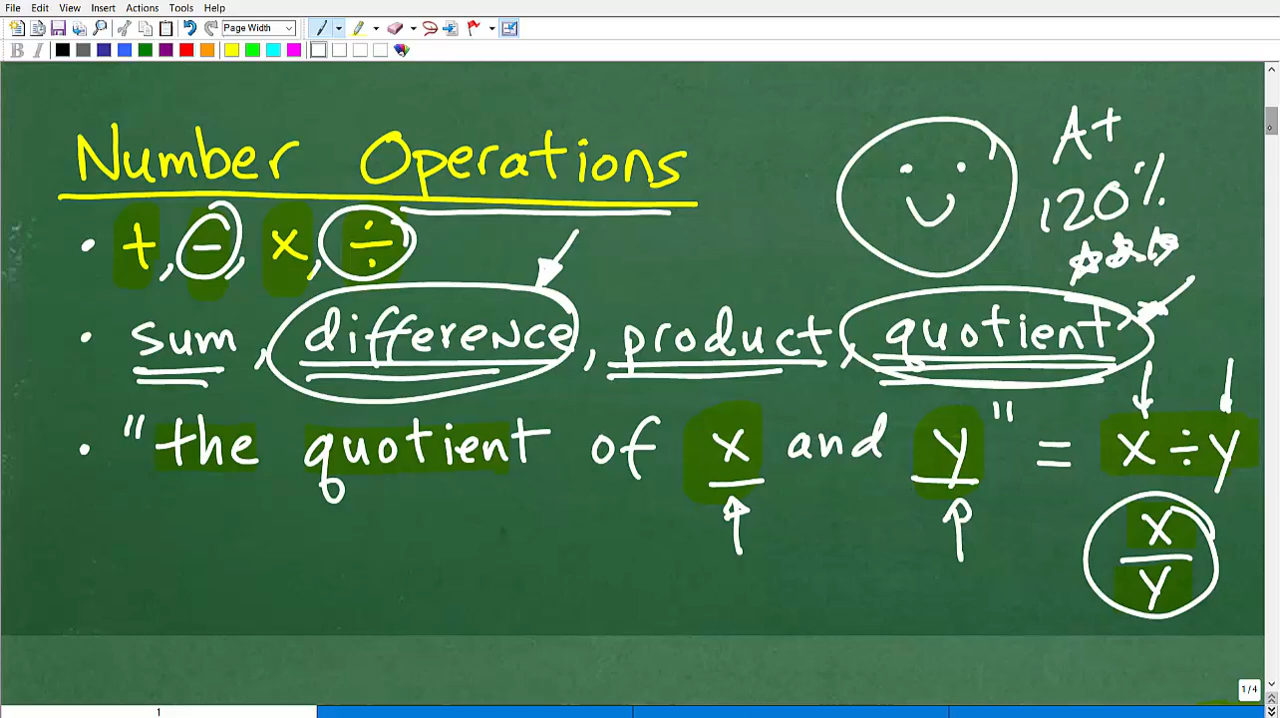 File Edit View Insert Actions Tools Help
Page Width
B I
Number Operations
A+
120%
• +, −, x, ÷
• sum, difference, product, quotient
• "the quotient of x and y" = x ÷ y
x
y
1/4
1